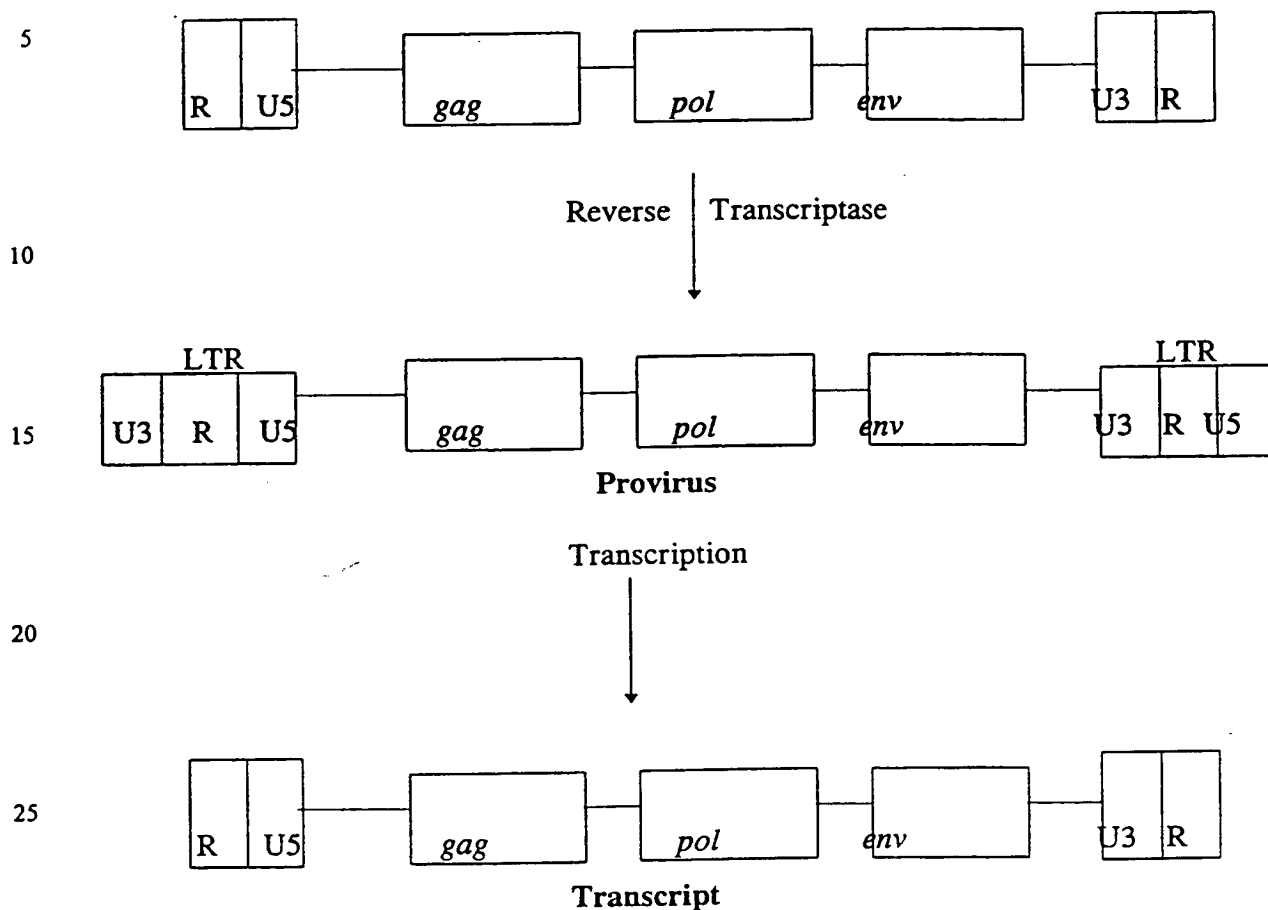 5
R U5 gag pol env U3 R
Reverse Transcriptase
10
LTR LTR
15 U3 R U5 gag pol env U3 R U5
Provirus
Transcription
20
25
R U5 gag pol env U3 R
Transcript